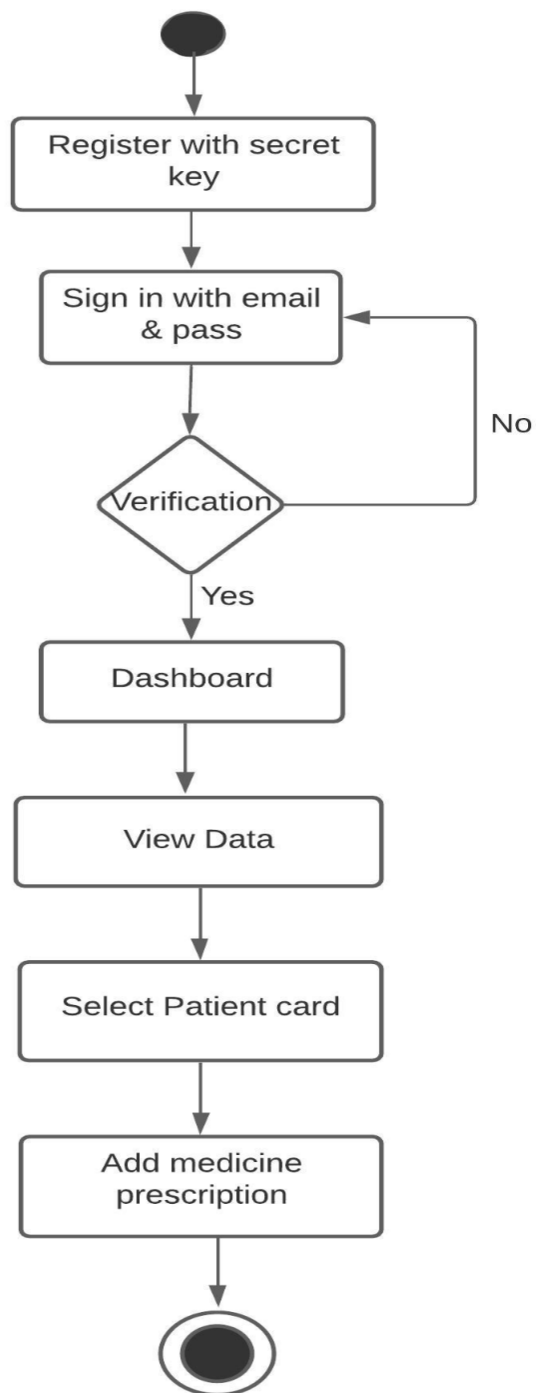 Register with secret
key
Sign in with email
& pass
No
Verification
Yes
Dashboard
View Data
Select Patient card
Add medicine
prescription